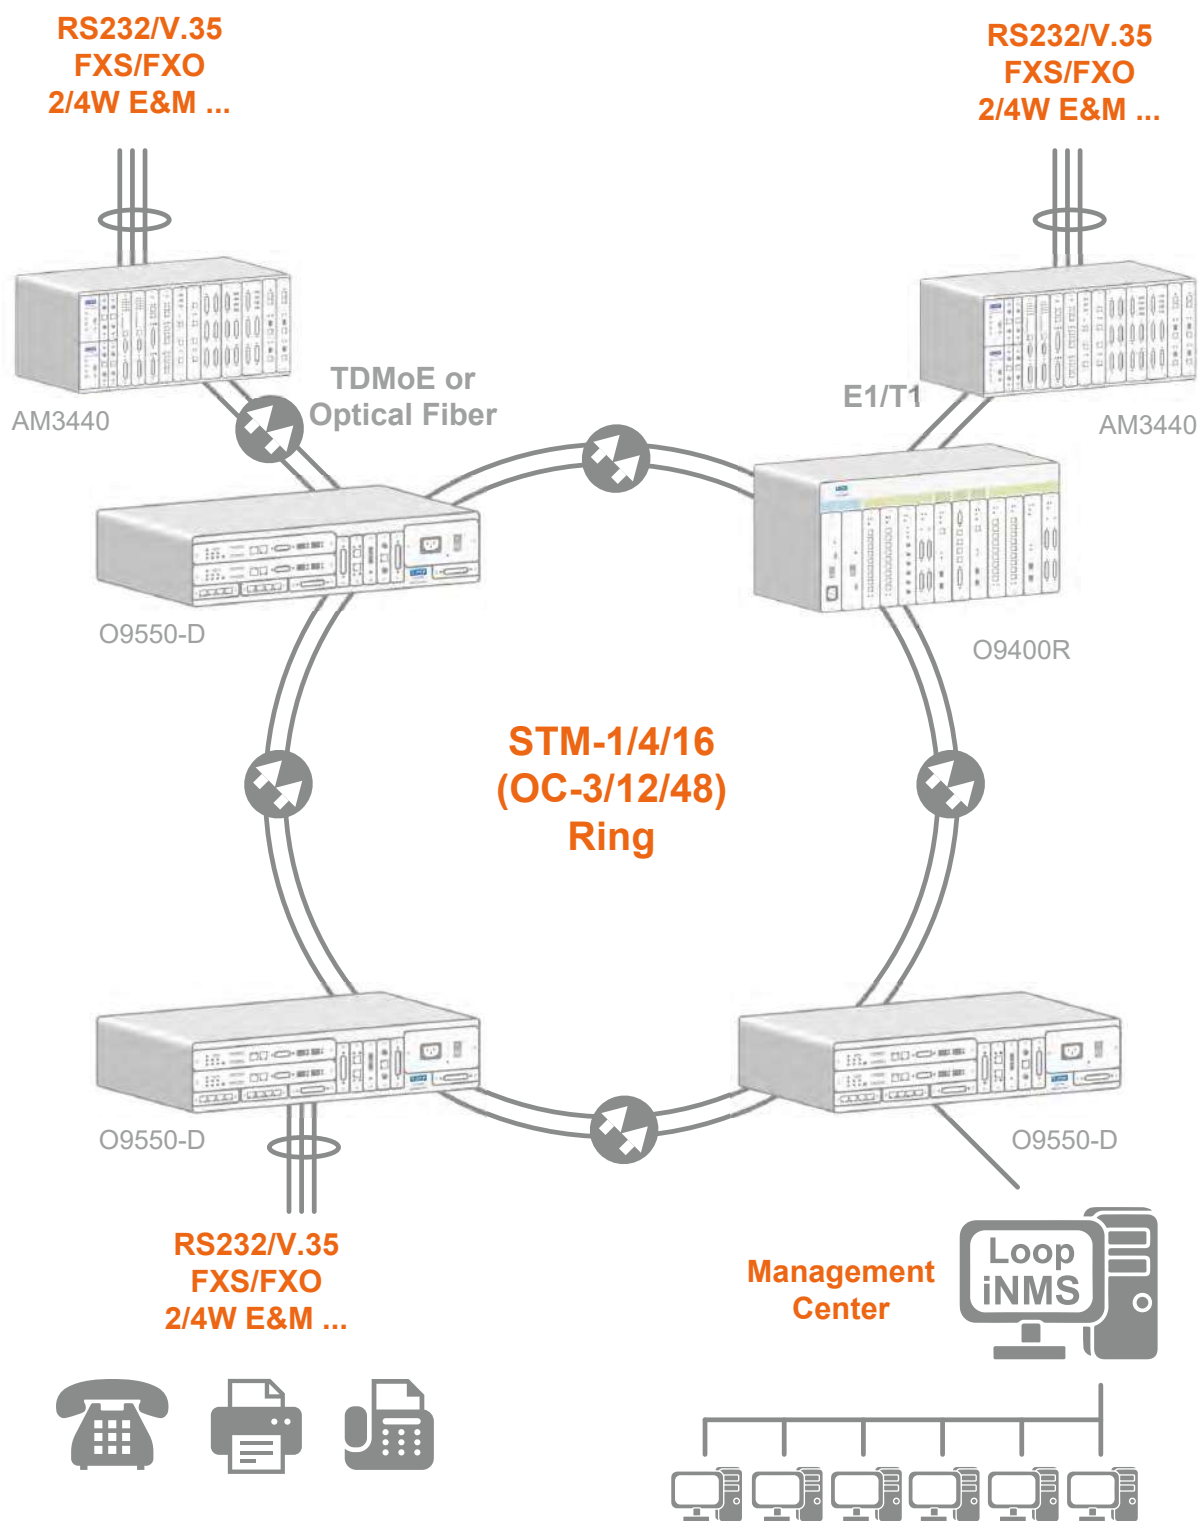 RS232/V.35
FXS/FXO
2/4W E&M ...
RS232/V.35
FXS/FXO
2/4W E&M ...
TDMoE or
Optical Fiber
E1/T1
AM3440
AM3440
O9550-D
O9400R
STM-1/4/16
(OC-3/12/48)
Ring
O9550-D
O9550-D
RS232/V.35
FXS/FXO
2/4W E&M ...
Management
Center
Loop
iNMS